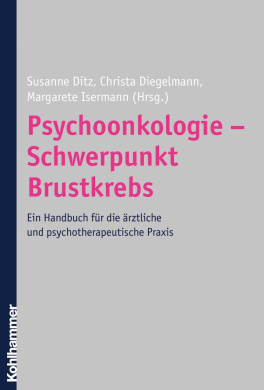 Susanne Ditz, Christa Diegelmann,
Margarete Isermann (Hrsg.)
Psychoonkologie –
Schwerpunkt
Brustkrebs
Ein Handbuch für die ärztliche
und psychotherapeutische Praxis
Kohlhammer